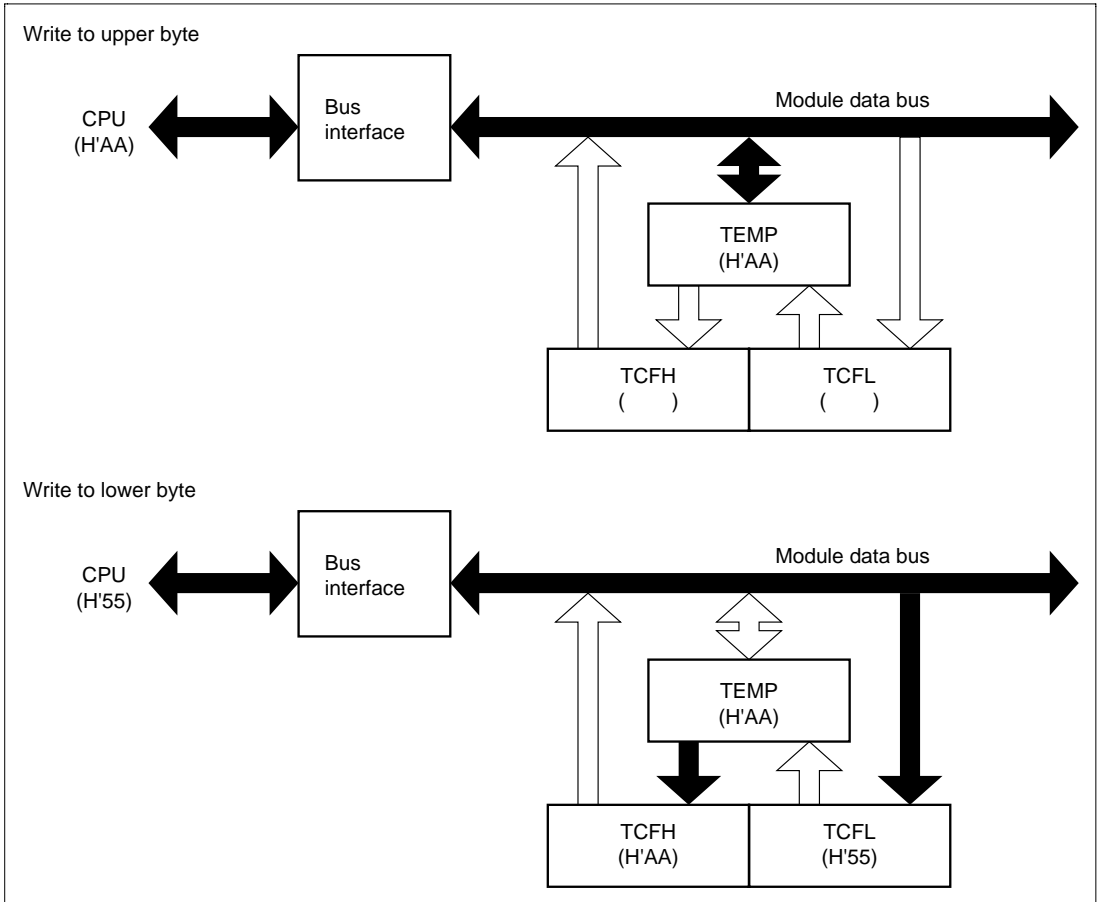 Write to upper byte
CPU
(H'AA)
Bus
interface
Module data bus
TEMP
(H'AA)
TCFH
(      )
TCFL
(      )
Write to lower byte
CPU
(H'55)
Bus
interface
Module data bus
TEMP
(H'AA)
TCFH
(H'AA)
TCFL
(H'55)